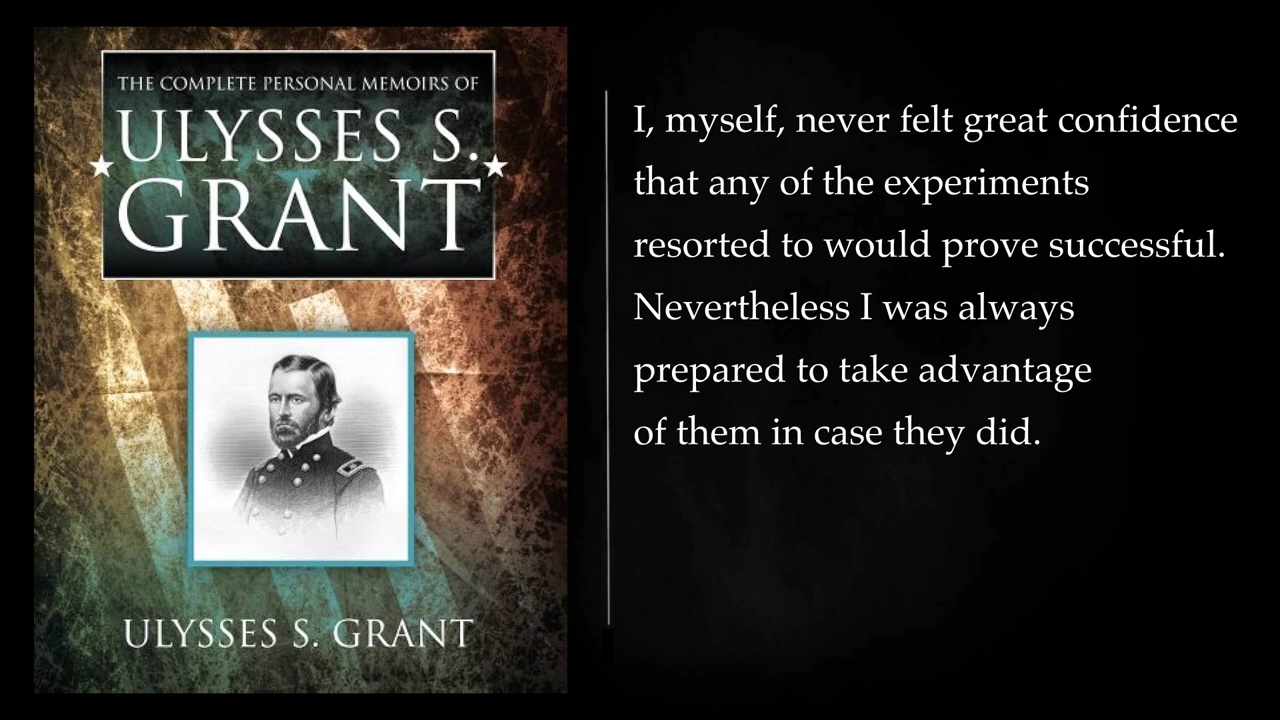 THE COMPLETE PERSONAL MEMOIRS OF
ULYSSES S.
GRANT
ULYSSES S. GRANT
I, myself, never felt great confidence
that any of the experiments
resorted to would prove successful.
Nevertheless I was always
prepared to take advantage
of them in case they did.